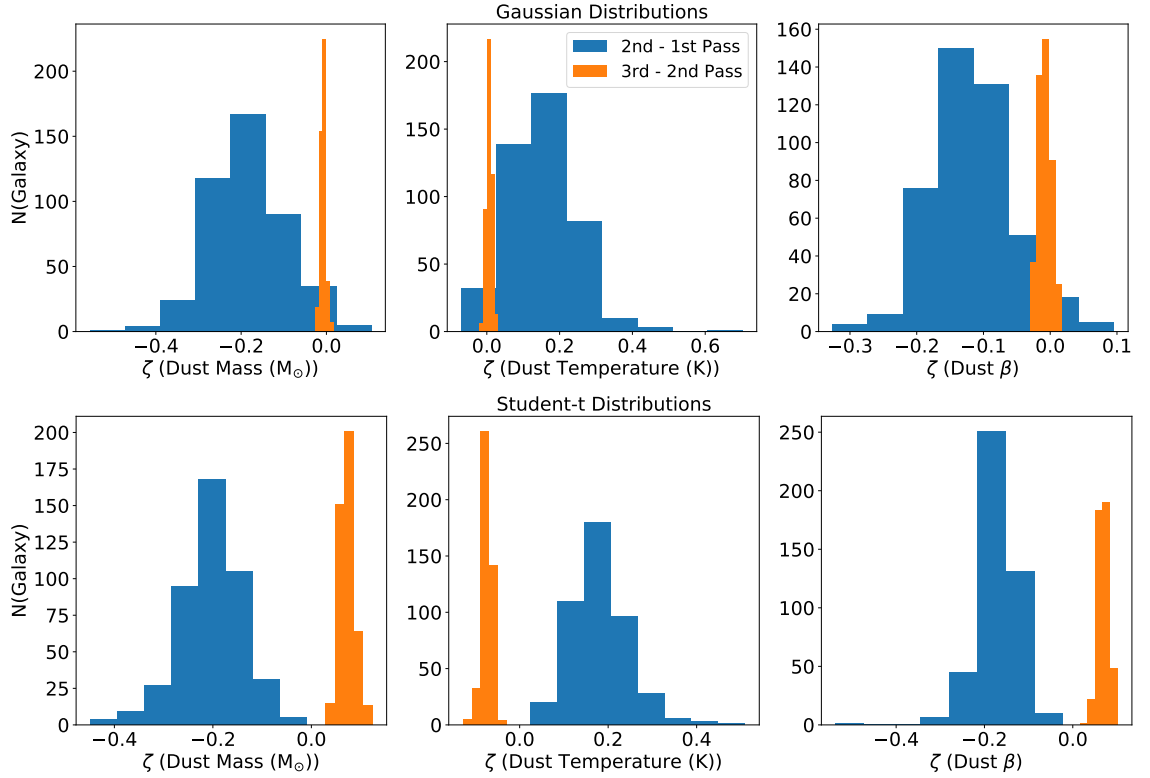 Gaussian Distributions
2nd - 1st Pass
3rd - 2nd Pass
N(Galaxy)
200
150
100
50
0
−0.4 −0.2 0.0
ζ (Dust Mass (M⊙))
200
150
100
50
0
0.0 0.2 0.4 0.6
ζ (Dust Temperature (K))
160
140
120
100
80
60
40
20
0
−0.3 −0.2 −0.1 0.0 0.1
ζ (Dust β)
Student-t Distributions
N(Galaxy)
200
175
150
125
100
75
50
25
0
−0.4 −0.2 0.0
ζ (Dust Mass (M⊙))
250
200
150
100
50
0
0.0 0.2 0.4
ζ (Dust Temperature (K))
250
200
150
100
50
0
−0.4 −0.2 0.0
ζ (Dust β)